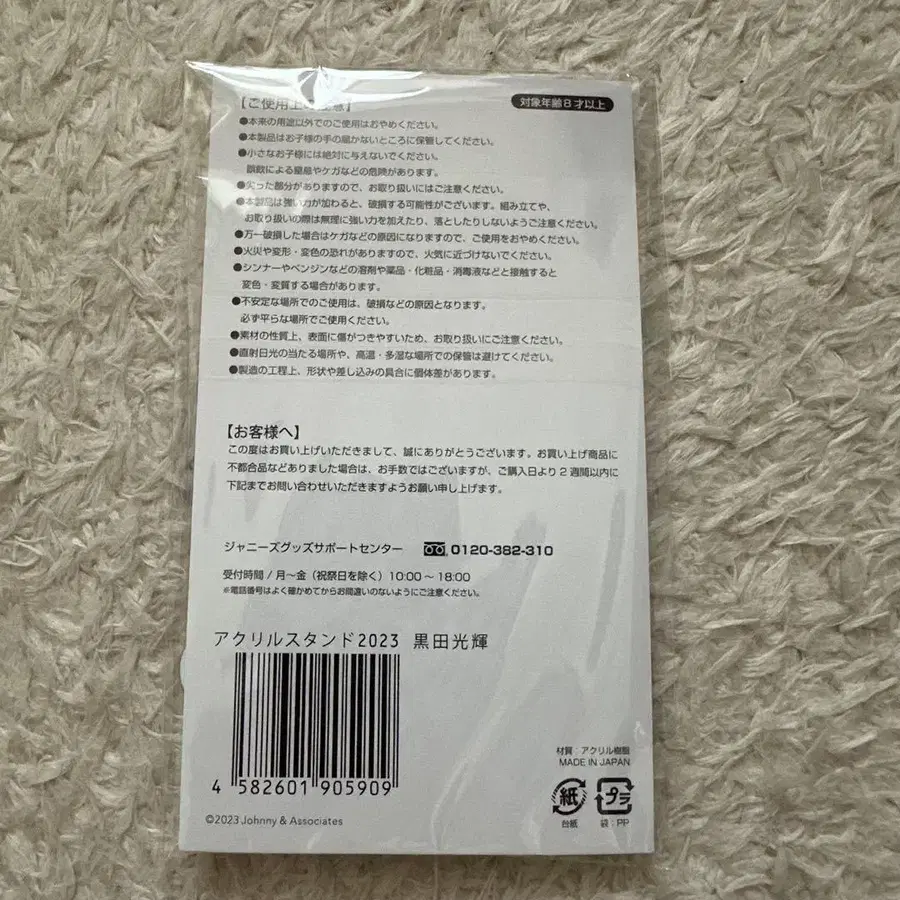 【ご使用上の注意】
対象年齢8才以上
●本来の用途以外でのご使用はおやめください。
●本製品はお子様の手の届かないところに保管してください。
●小さなお子様には絶対に与えないでください。
誤飲による窒息やケガなどの危険があります。
●尖った部分がありますので、お取り扱いにはご注意ください。
●本製品は強い力が加わると、破損する可能性がございます。組み立てや、
お取り扱いの際は無理に強い力を加えたり、落としたりしないようご注意ください。
●万一破損した場合はケガなどの原因になりますので、ご使用をおやめください。
●火災や変形・変色の恐れがありますので、火気に近づけないでください。
●シンナーやベンジンなどの溶剤や薬品・化粧品・消毒液などと接触すると
変色・変質する場合があります。
●不安定な場所でのご使用は、破損などの原因となります。
必ず平らな場所でご使用ください。
●素材の性質上、表面に傷がつきやすいため、お取り扱いにご注意ください。
●直射日光の当たる場所や、高温・多湿な場所での保管は避けてください。
●製造の工程上、形状や差し込みの具合に個体差があります。
【お客様へ】
この度はお買い上げいただきまして、誠にありがとうございます。お買い上げ商品に
不都合品などありました場合は、お手数ではございますが、ご購入日より2週間以内に
下記までお問い合わせいただきますようお願い申し上げます。
ジャニーズグッズサポートセンター 0120-382-310
受付時間/月~金(祝祭日を除く)10:00~18:00
※電話番号はよく確かめてからお間違いのないようにご注意ください。
アクリルスタンド2023 黒田光輝
4 582601 905909
©2023 Johnny & Associates
材質:アクリル樹脂
MADE IN JAPAN
紙 プラ
台紙 袋:PP